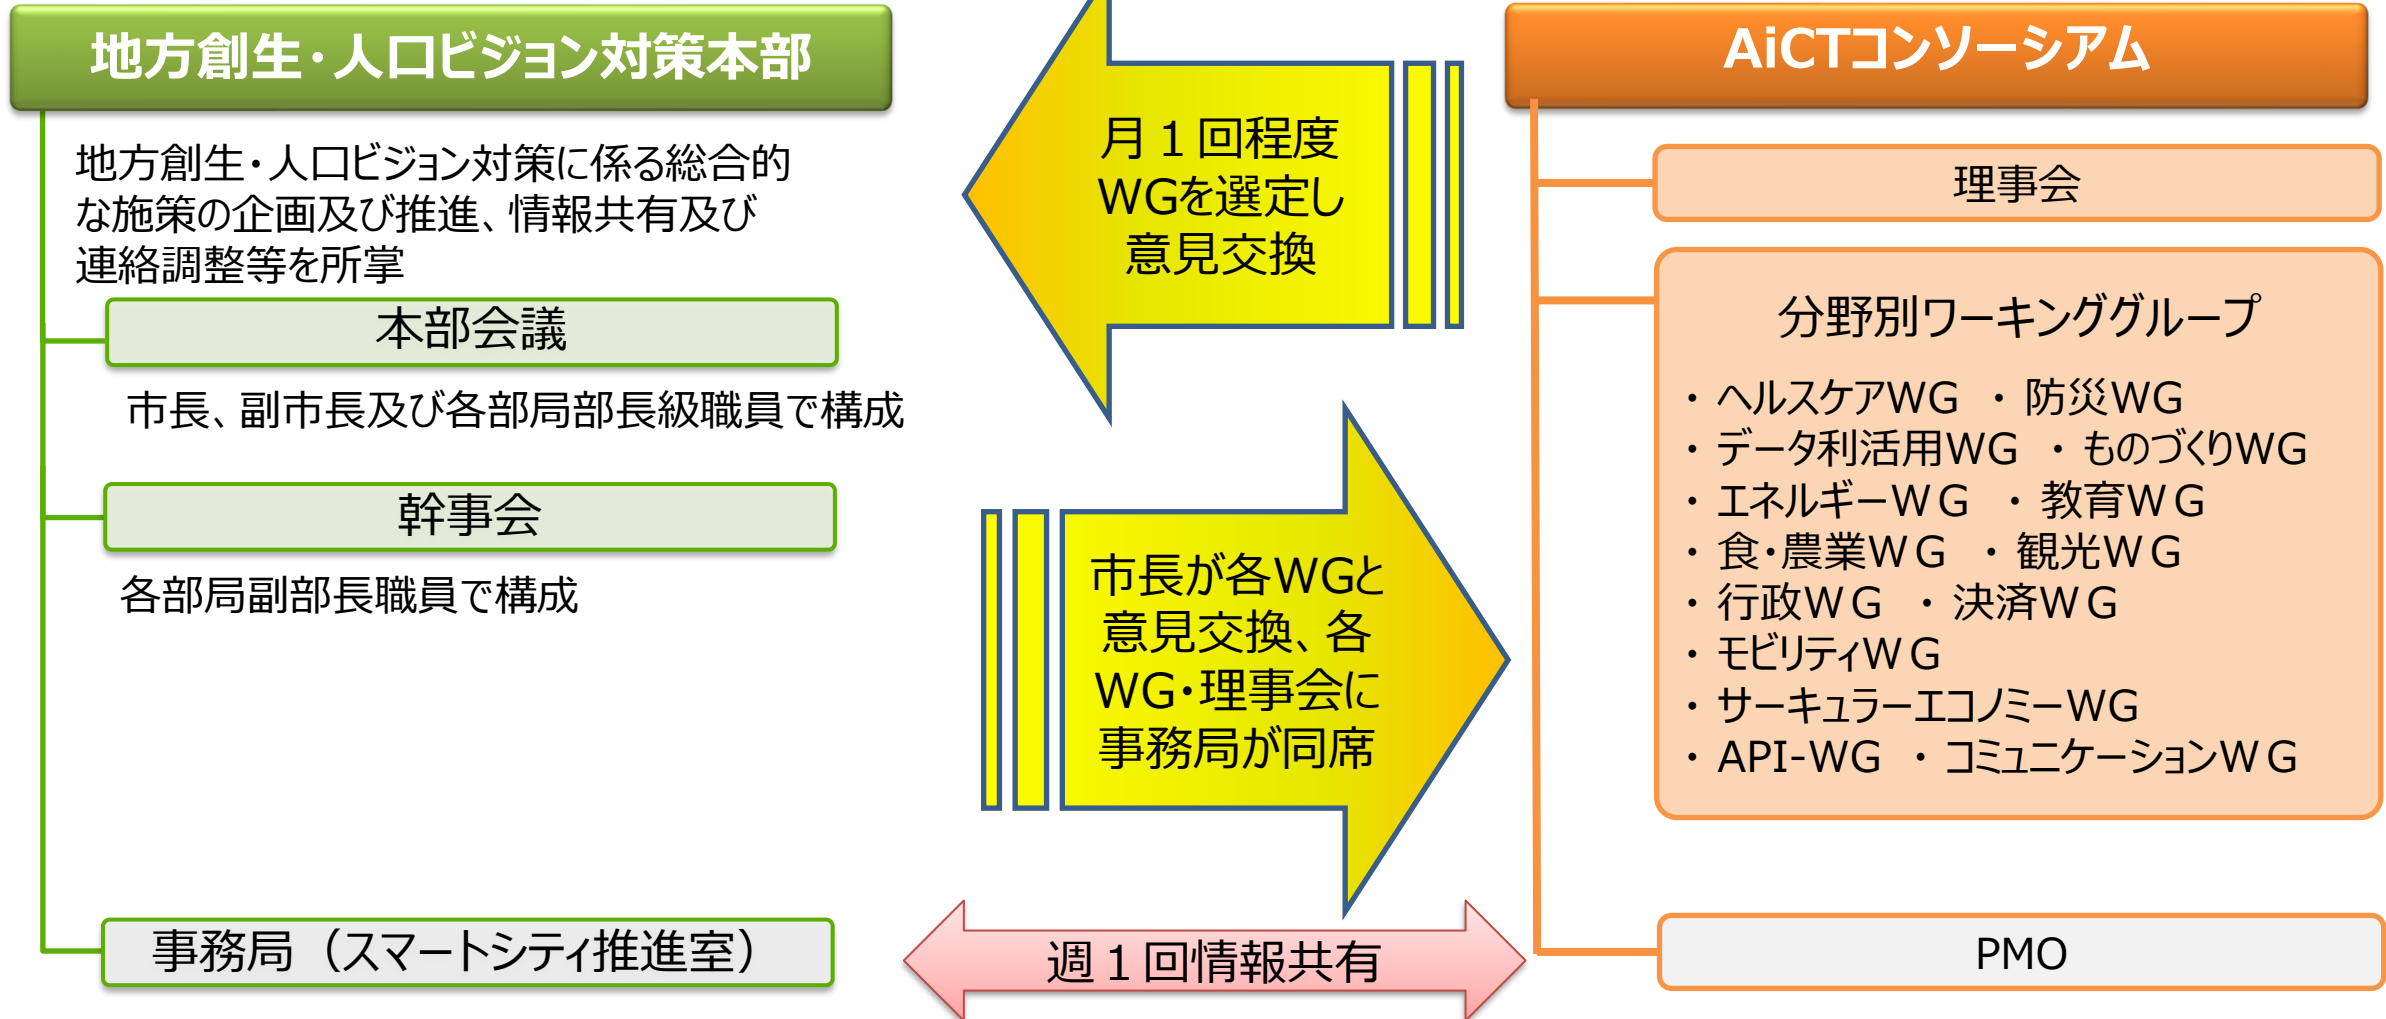 地方創生・人口ビジョン対策本部
地方創生・人口ビジョン対策に係る総合的
な施策の企画及び推進、情報共有及び
連絡調整等を所掌
本部会議
市長、副市長及び各部局部長級職員で構成
幹事会
各部局副部長職員で構成
事務局（スマートシティ推進室）
月１回程度
WGを選定し
意見交換
市長が各WGと
意見交換、各
WG・理事会に
事務局が同席
週１回情報共有
AiCTコンソーシアム
理事会
分野別ワーキンググループ
・ヘルスケアWG ・防災WG
・データ利活用WG ・ものづくりWG
・エネルギーＷＧ ・教育ＷＧ
・食・農業ＷＧ ・観光ＷＧ
・行政ＷＧ ・決済ＷＧ
・モビリティＷＧ
・サーキュラーエコノミーWG
・API-WG ・コミュニケーションＷＧ
PMO